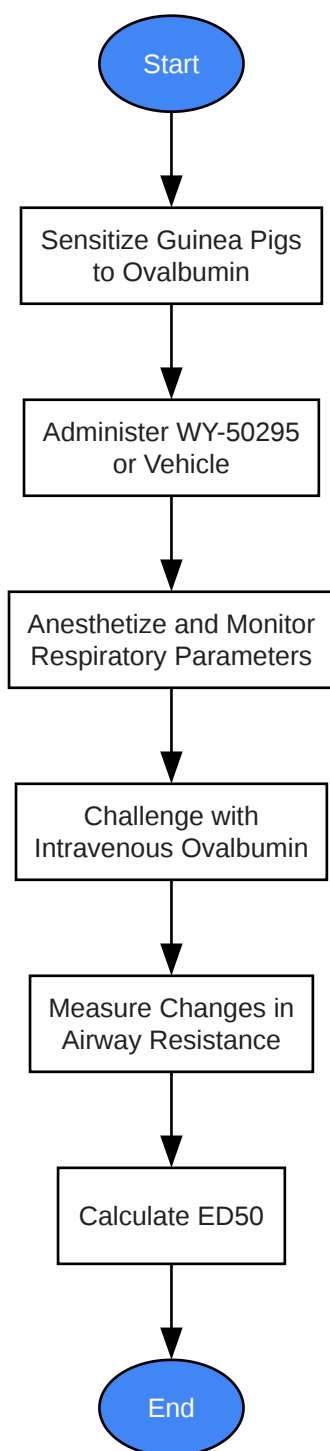 Start
Sensitize Guinea Pigs
to Ovalbumin
Administer WY-50295
or Vehicle
Anesthetize and Monitor
Respiratory Parameters
Challenge with
Intravenous Ovalbumin
Measure Changes in
Airway Resistance
Calculate ED50
End